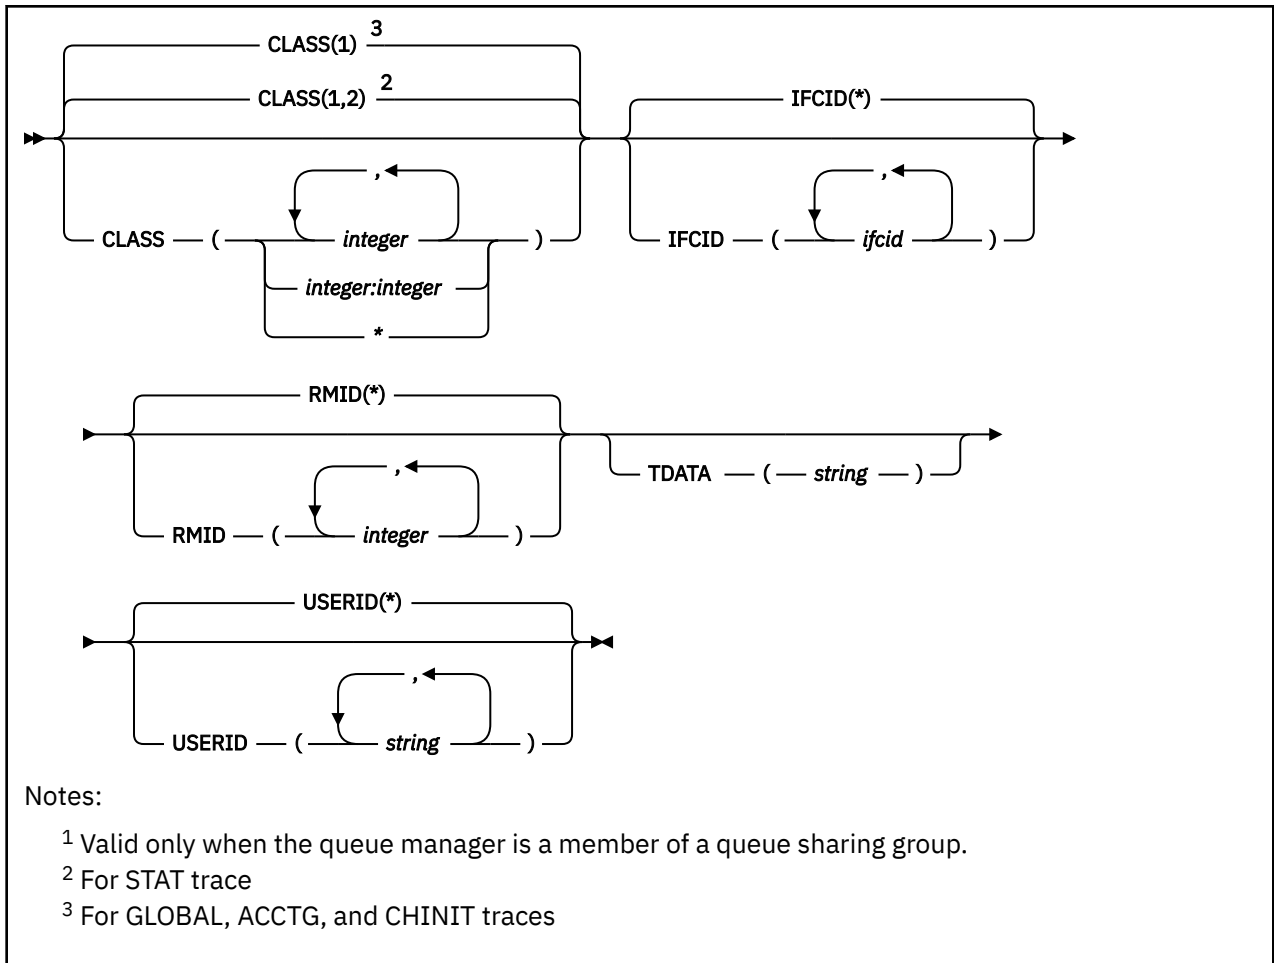 CLASS(1) 3
CLASS(1,2) 2
IFCID(*)
, ,
CLASS ( integer ) IFCID ( ifcid )
integer:integer
*
RMID(*)
,
TDATA ( string )
RMID ( integer )
USERID(*)
,
USERID ( string )
Notes:
1 Valid only when the queue manager is a member of a queue sharing group.
2 For STAT trace
3 For GLOBAL, ACCTG, and CHINIT traces